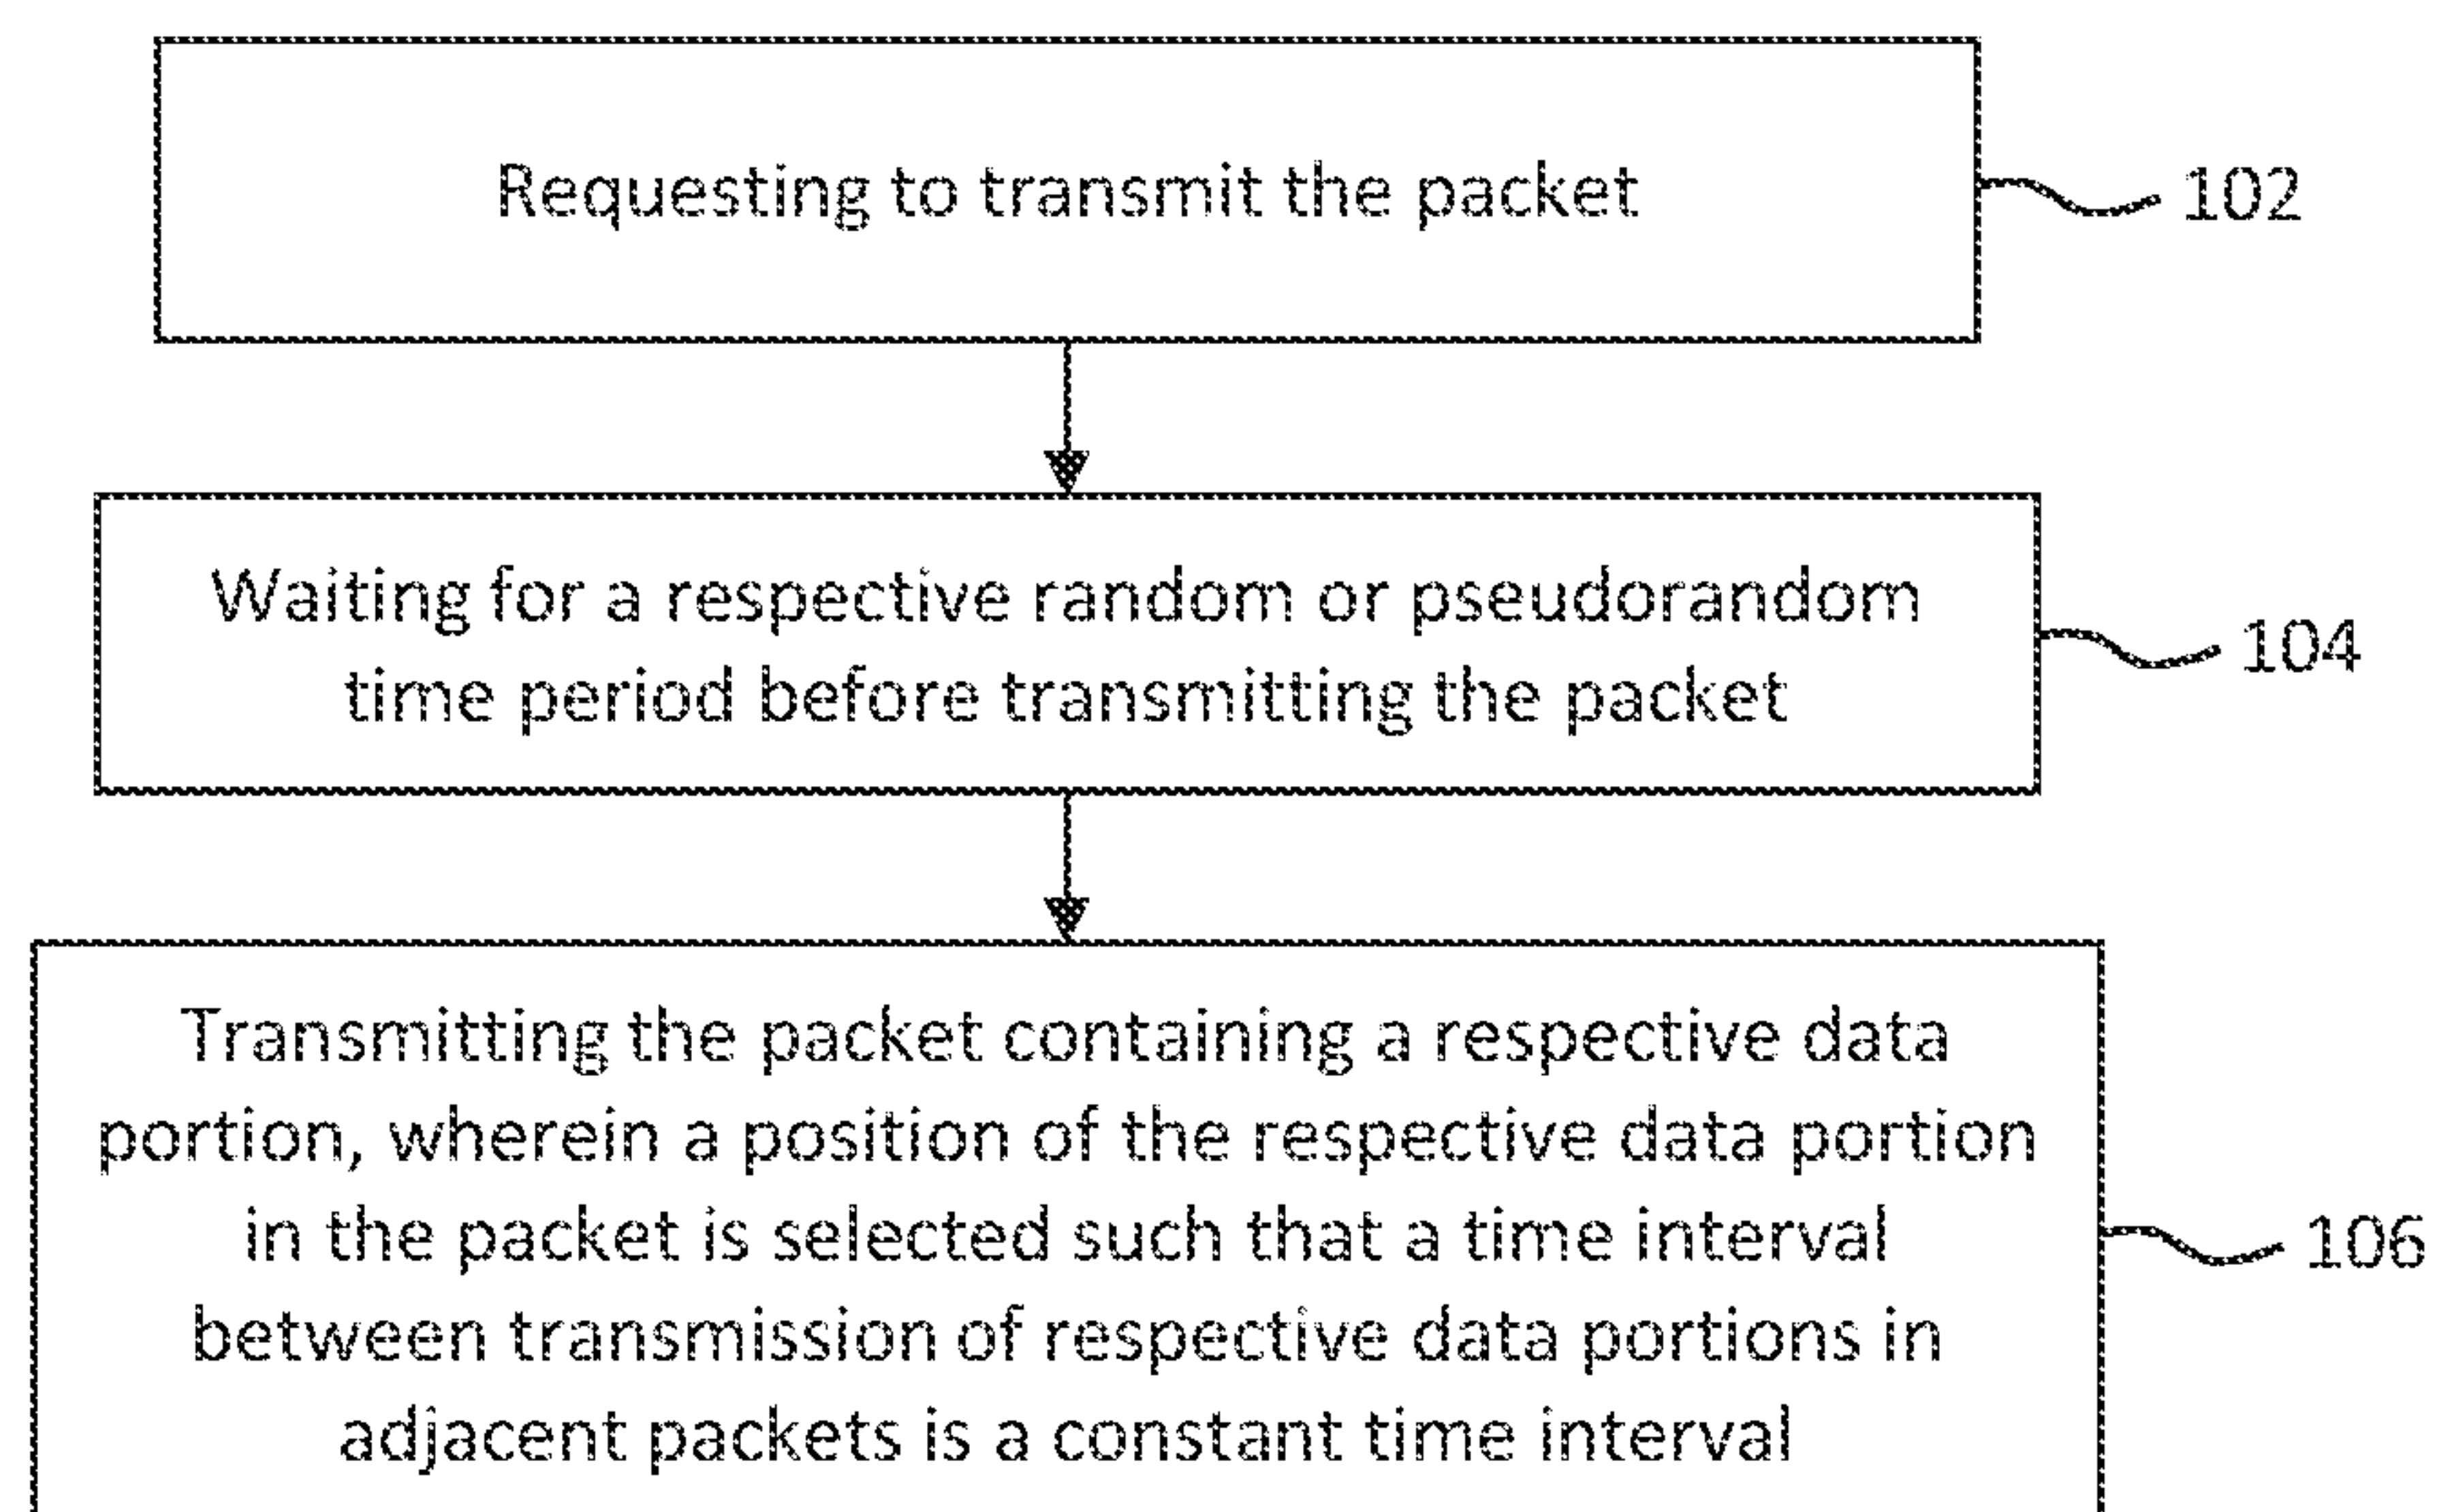 Requesting to transmit the packet
102
Waiting for a respective random or pseudorandom
time period before transmitting the packet
104
Transmitting the packet containing a respective data
portion, wherein a position of the respective data portion
in the packet is selected such that a time interval
between transmission of respective data portions in
adjacent packets is a constant time interval
106